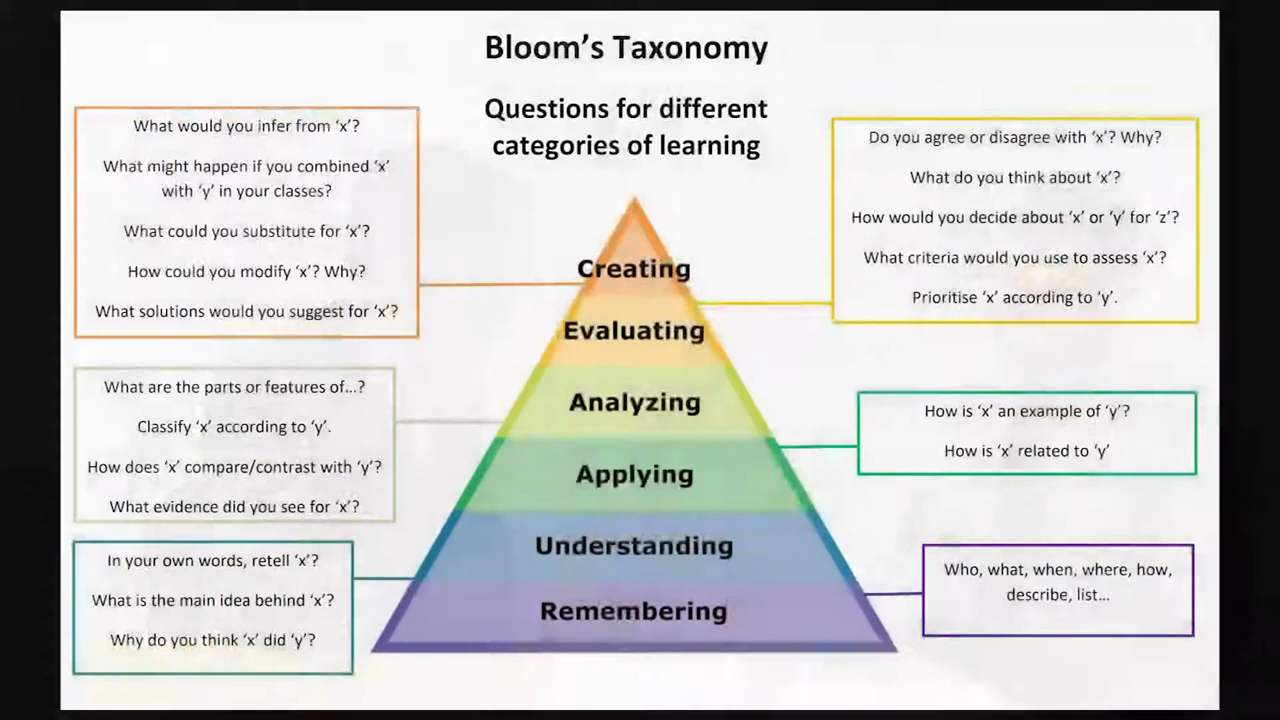 Bloom’s Taxonomy
Questions for different
categories of learning
What would you infer from ‘x’?
What might happen if you combined ‘x’
with ‘y’ in your classes?
What could you substitute for ‘x’?
How could you modify ‘x’? Why?
What solutions would you suggest for ‘x’?
Do you agree or disagree with ‘x’? Why?
What do you think about ‘x’?
How would you decide about ‘x’ or ‘y’ for ‘z’?
What criteria would you use to assess ‘x’?
Prioritise ‘x’ according to ‘y’.
Creating
Evaluating
Analyzing
Applying
Understanding
Remembering
What are the parts or features of...?
Classify ‘x’ according to ‘y’.
How does ‘x’ compare/contrast with ‘y’?
What evidence did you see for ‘x’?
How is ‘x’ an example of ‘y’?
How is ‘x’ related to ‘y’
In your own words, retell ‘x’?
What is the main idea behind ‘x’?
Why do you think ‘x’ did ‘y’?
Who, what, when, where, how,
describe, list...